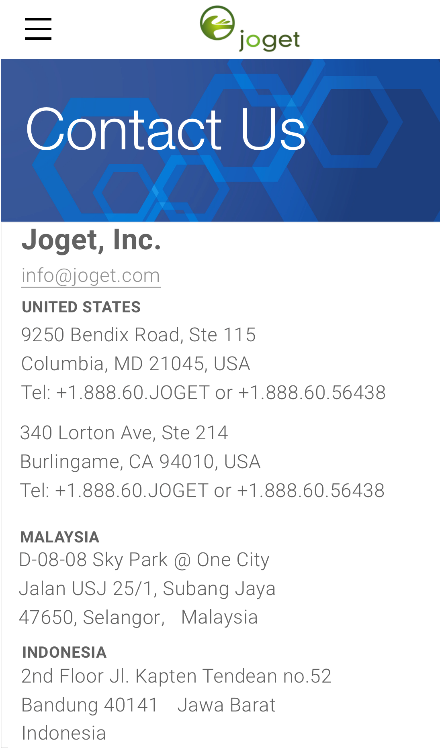 joget
Contact Us
Joget, Inc.
info@joget.com
UNITED STATES
9250 Bendix Road, Ste 115
Columbia, MD 21045, USA
Tel: +1.888.60.JOGET or +1.888.60.56438
340 Lorton Ave, Ste 214
Burlingame, CA 94010, USA
Tel: +1.888.60.JOGET or +1.888.60.56438
MALAYSIA
D-08-08 Sky Park @ One City
Jalan USJ 25/1, Subang Jaya
47650, Selangor, Malaysia
INDONESIA
2nd Floor Jl. Kapten Tendean no.52
Bandung 40141 Jawa Barat
Indonesia